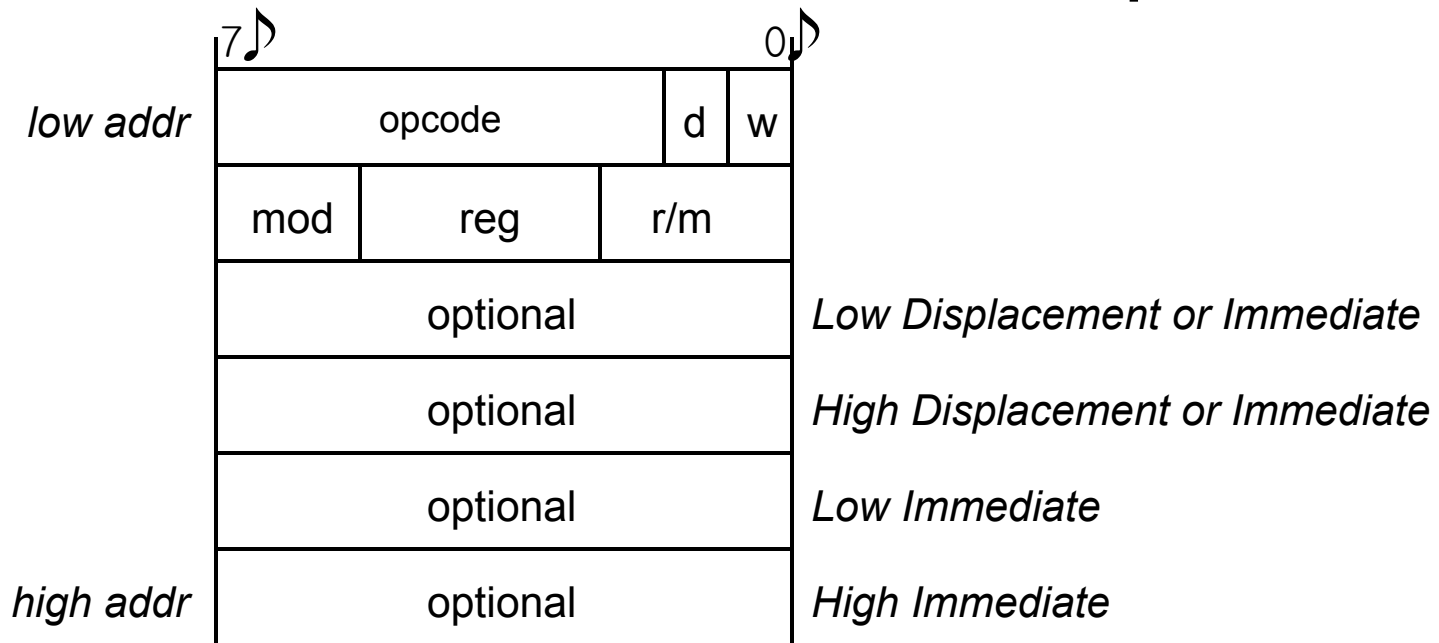 7♪ 0♪
low addr opcode d w
mod reg r/m
optional Low Displacement or Immediate
optional High Displacement or Immediate
optional Low Immediate
high addr optional High Immediate